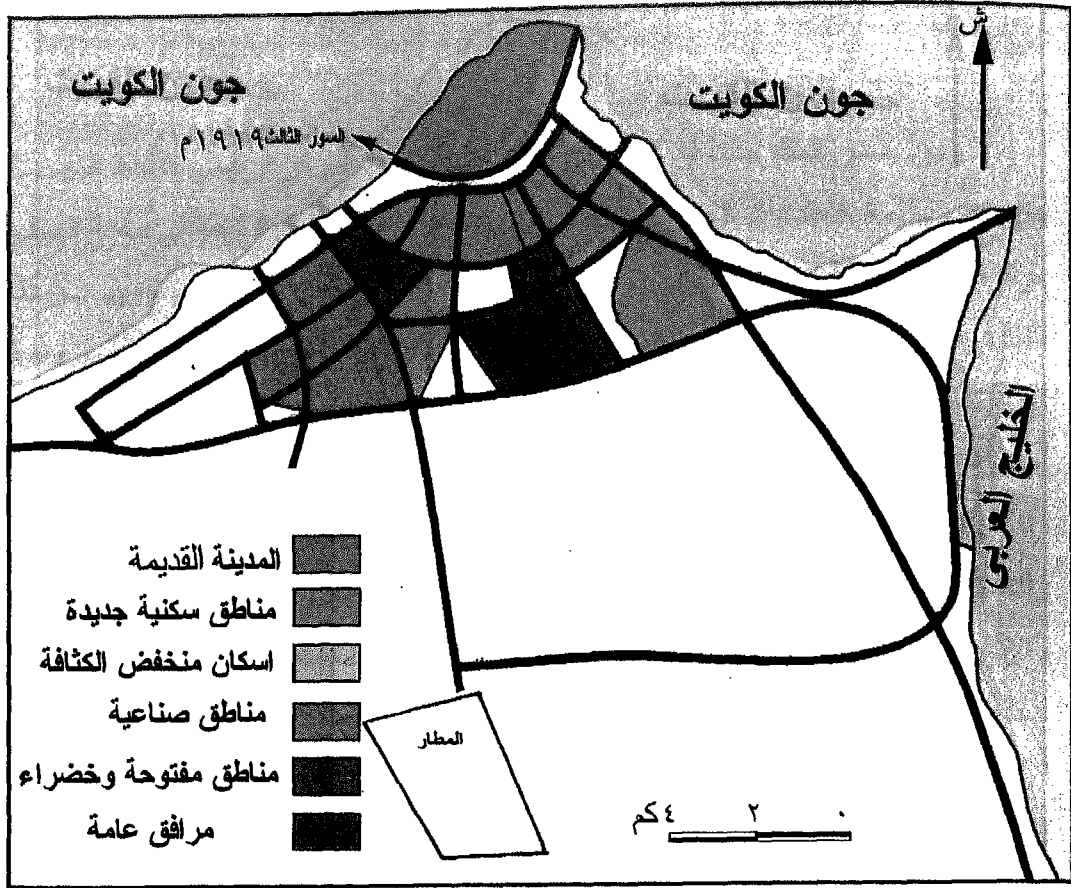 ش
جون الكويت
جون الكويت
السور الثالث ١٩١٩م
الخليج العربى
المدينة القديمة
مناطق سكنية جديدة
اسكان منخفض الكثافة
مناطق صناعية
مناطق مفتوحة وخضراء
مرافق عامة
المطار
٠ ٢ ٤ كم